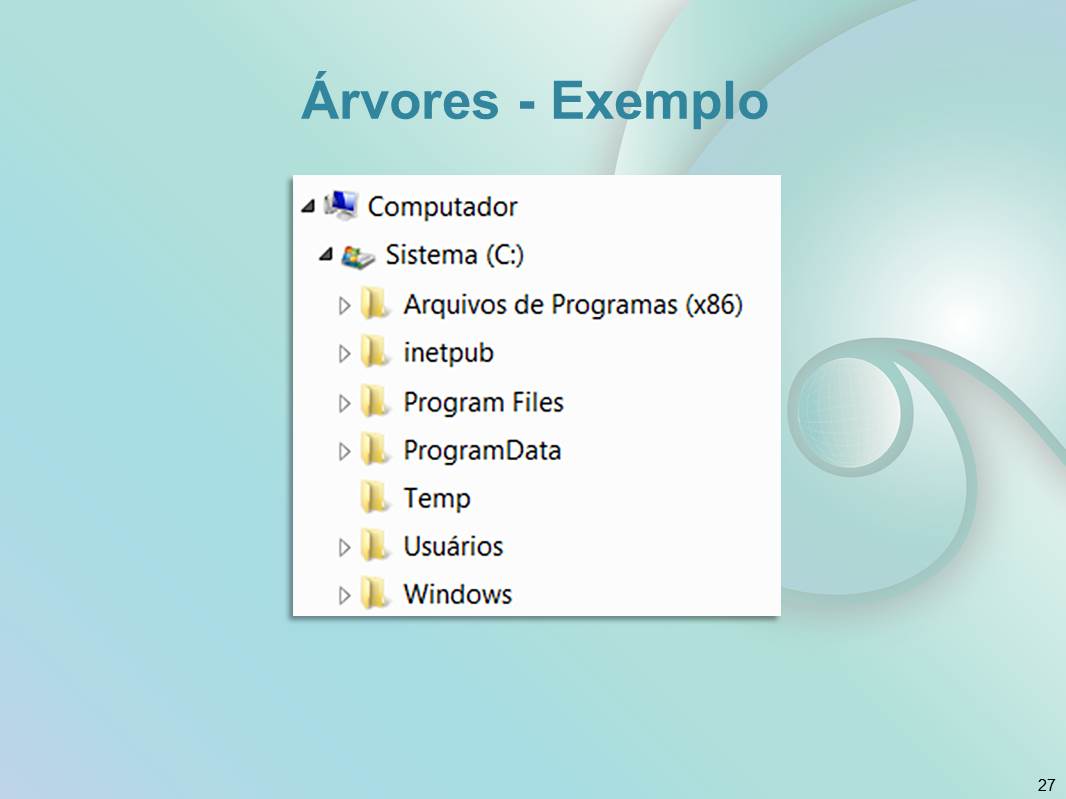 Árvores - Exemplo
Computador
Sistema (C:)
Arquivos de Programas (x86)
inetpub
Program Files
ProgramData
Temp
Usuários
Windows
27